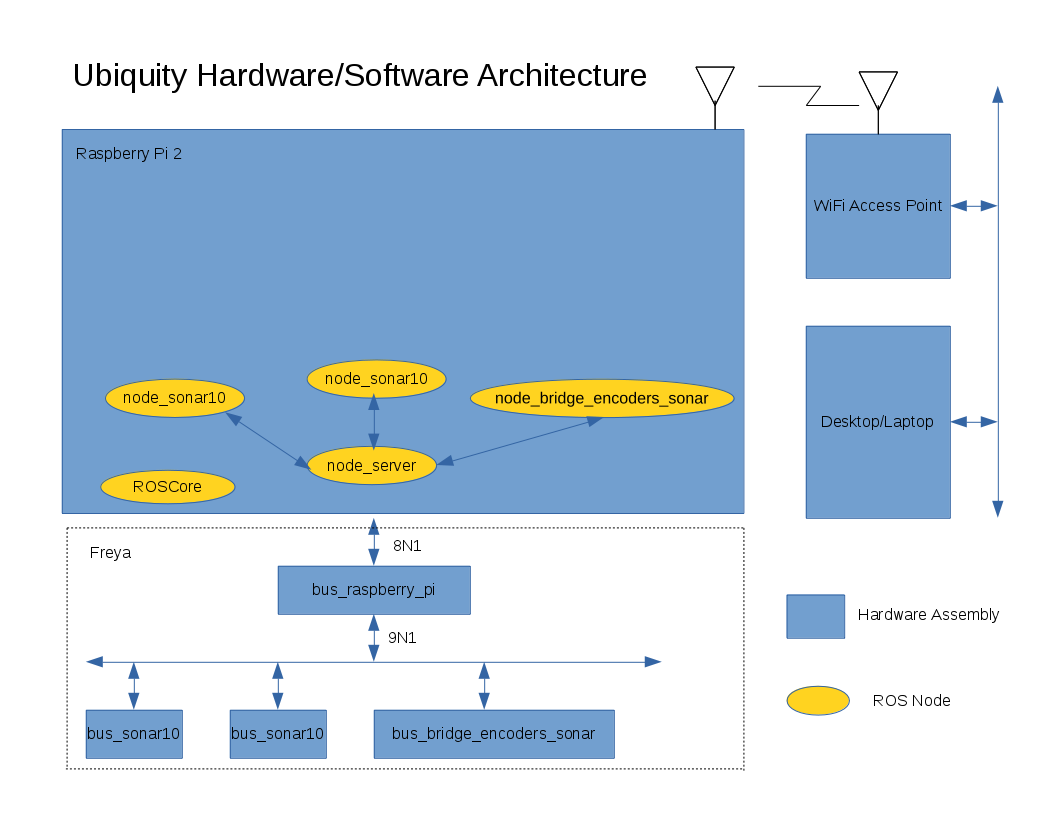 Ubiquity Hardware/Software Architecture
Raspberry Pi 2
WiFi Access Point
node_sonar10
node_sonar10
node_bridge_encoders_sonar
Desktop/Laptop
node_server
ROSCore
Freya
8N1
bus_raspberry_pi
9N1
Hardware Assembly
ROS Node
bus_sonar10
bus_sonar10
bus_bridge_encoders_sonar